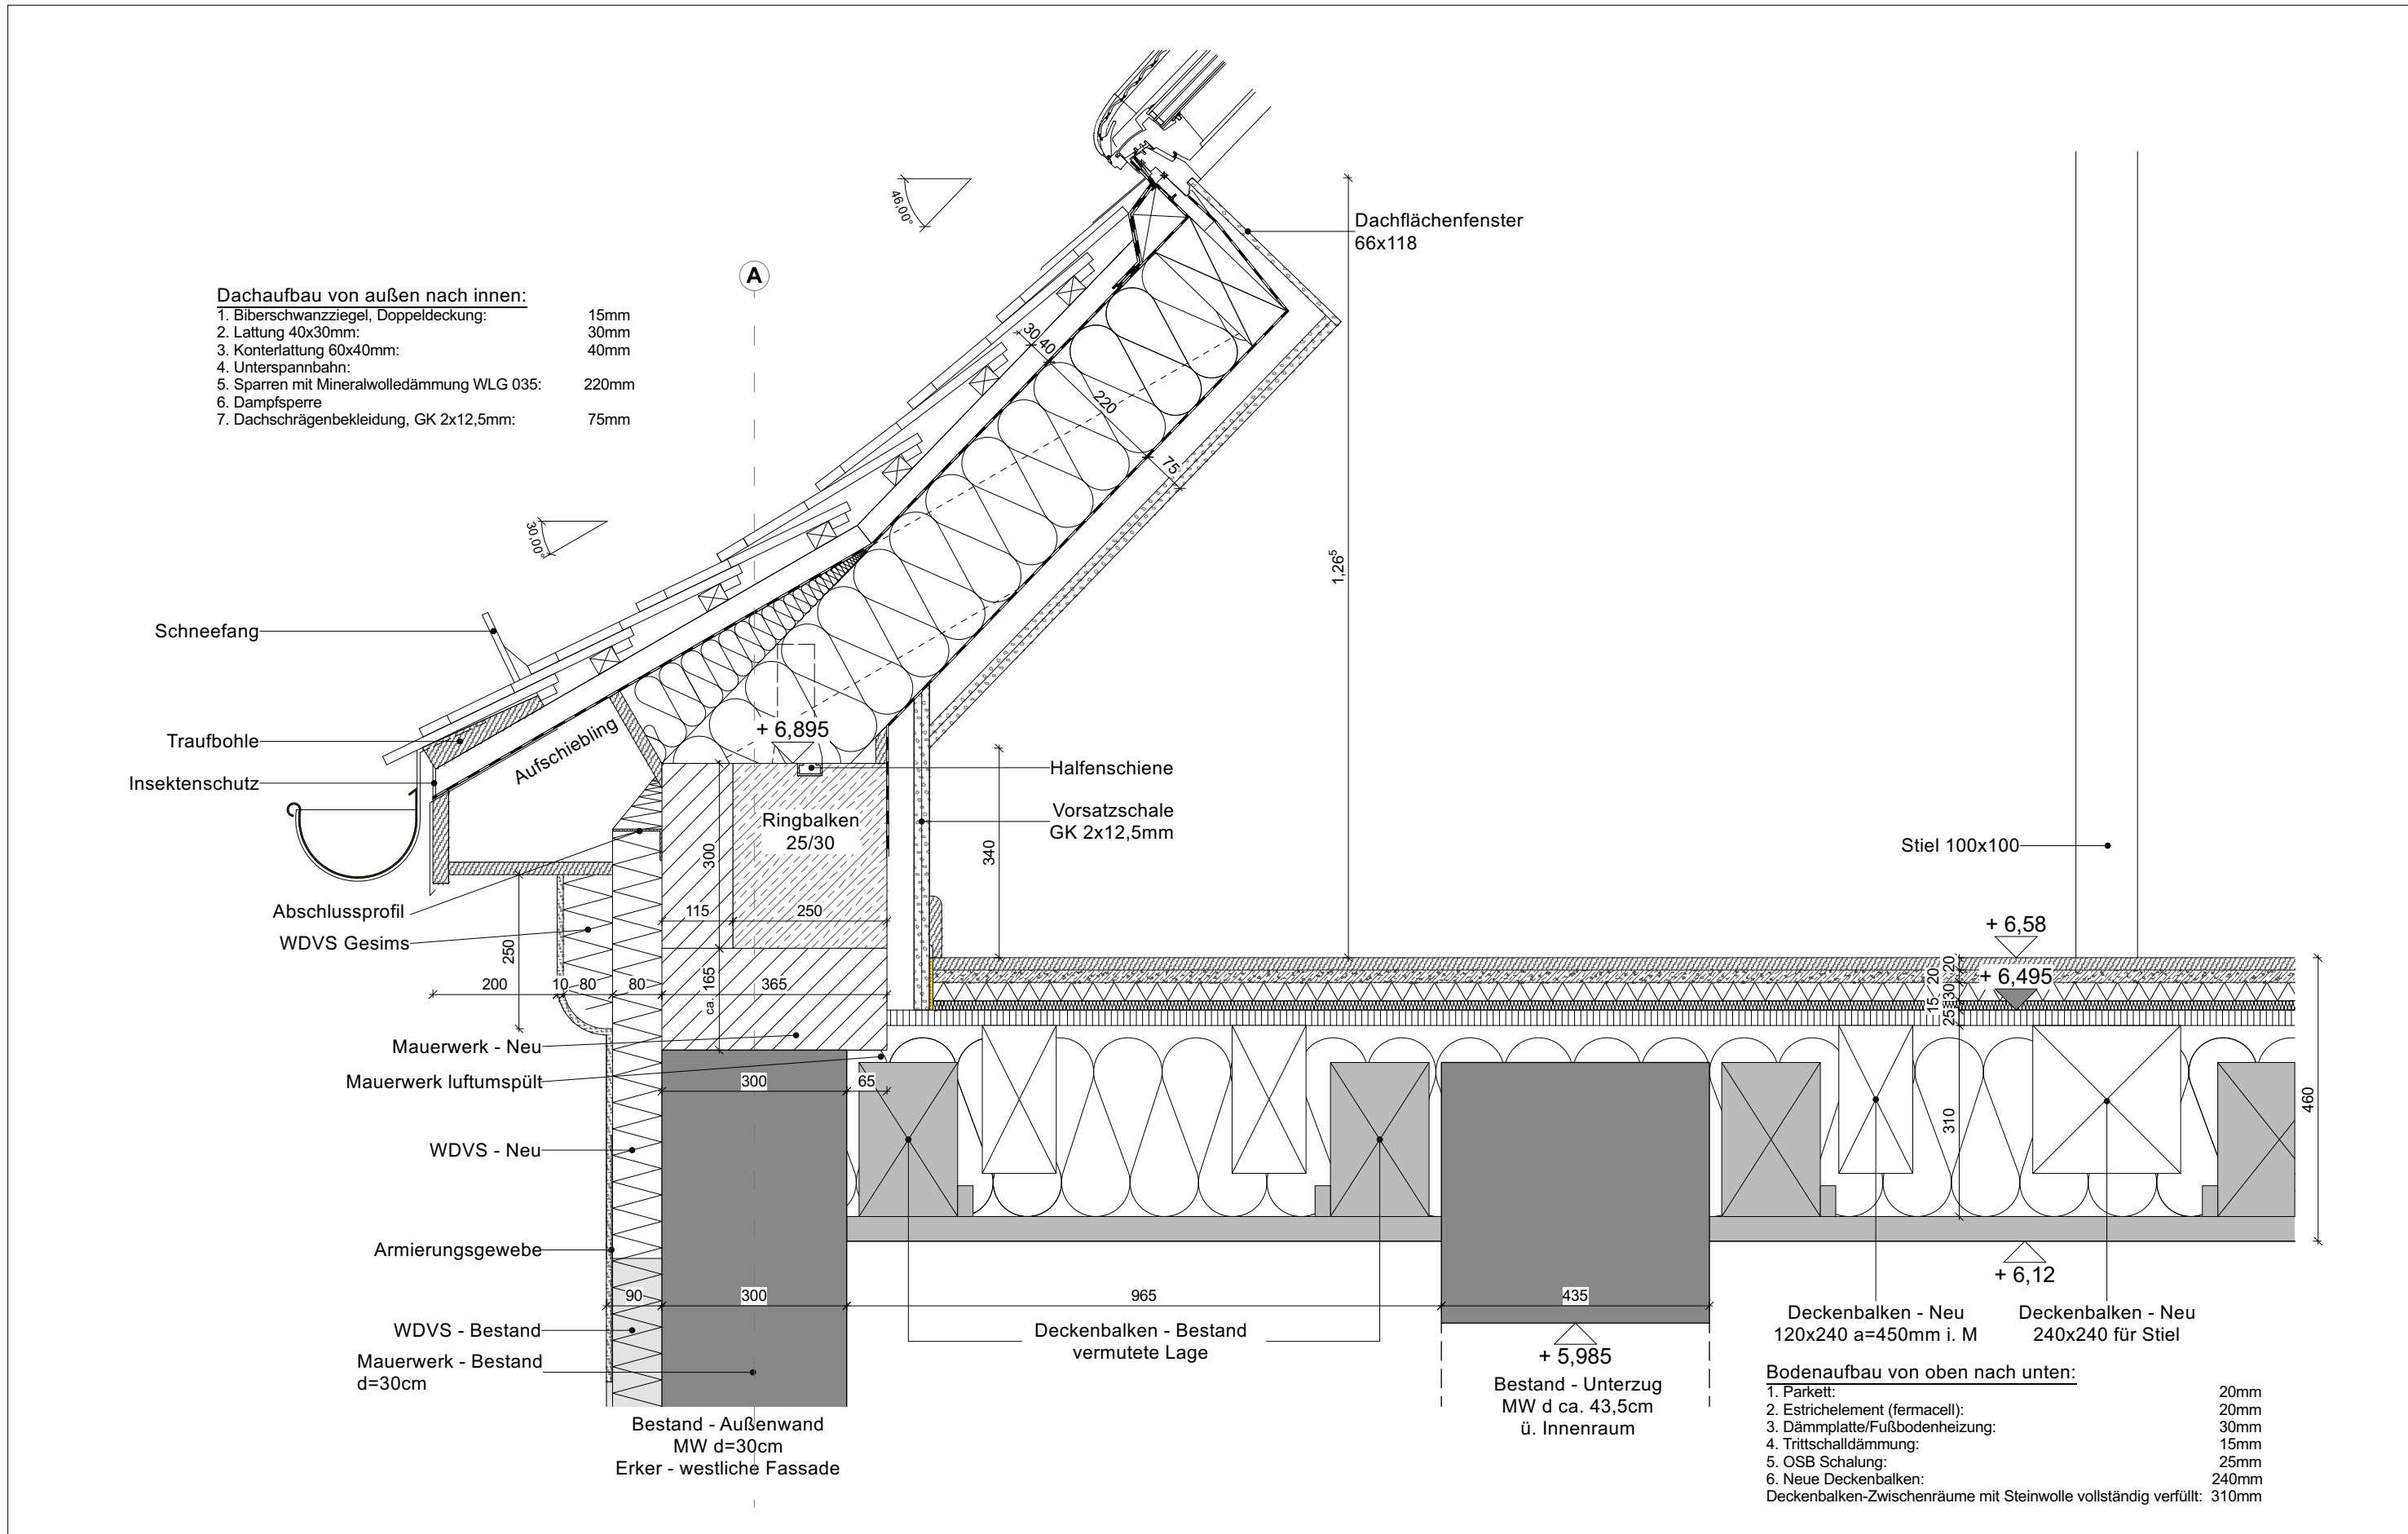 46,00°
Dachflächenfenster
66x118
A
Dachaufbau von außen nach innen:
1. Biberschwanzziegel, Doppeldeckung: 15mm
2. Lattung 40x30mm: 30mm
3. Konterlattung 60x40mm: 40mm
4. Unterspannbahn:
5. Sparren mit Mineralwolledämmung WLG 035: 220mm
6. Dampfsperre
7. Dachschrägenbekleidung, GK 2x12,5mm: 75mm
30
40
220
75
30,00°
1,26⁵
Schneefang
Traufbohle
Insektenschutz
Aufschiebling
+ 6,895
Halfenschiene
Vorsatzschale
GK 2x12,5mm
Ringbalken
25/30
300
340
Stiel 100x100
Abschlussprofil
WDVS Gesims
115
250
250
+ 6,58
+ 6,495
20
20
30
15
25
200
10
80
80
ca. 165
365
Mauerwerk - Neu
Mauerwerk luftumspült
300
65
310
460
WDVS - Neu
Armierungsgewebe
+ 6,12
90
300
965
435
WDVS - Bestand
Mauerwerk - Bestand
d=30cm
Deckenbalken - Bestand
vermutete Lage
+ 5,985
Bestand - Unterzug
MW d ca. 43,5cm
ü. Innenraum
Deckenbalken - Neu
120x240 a=450mm i. M
Deckenbalken - Neu
240x240 für Stiel
Bestand - Außenwand
MW d=30cm
Erker - westliche Fassade
Bodenaufbau von oben nach unten:
1. Parkett: 20mm
2. Estrichelement (fermacell): 20mm
3. Dämmplatte/Fußbodenheizung: 30mm
4. Trittschalldämmung: 15mm
5. OSB Schalung: 25mm
6. Neue Deckenbalken: 240mm
Deckenbalken-Zwischenräume mit Steinwolle vollständig verfüllt: 310mm